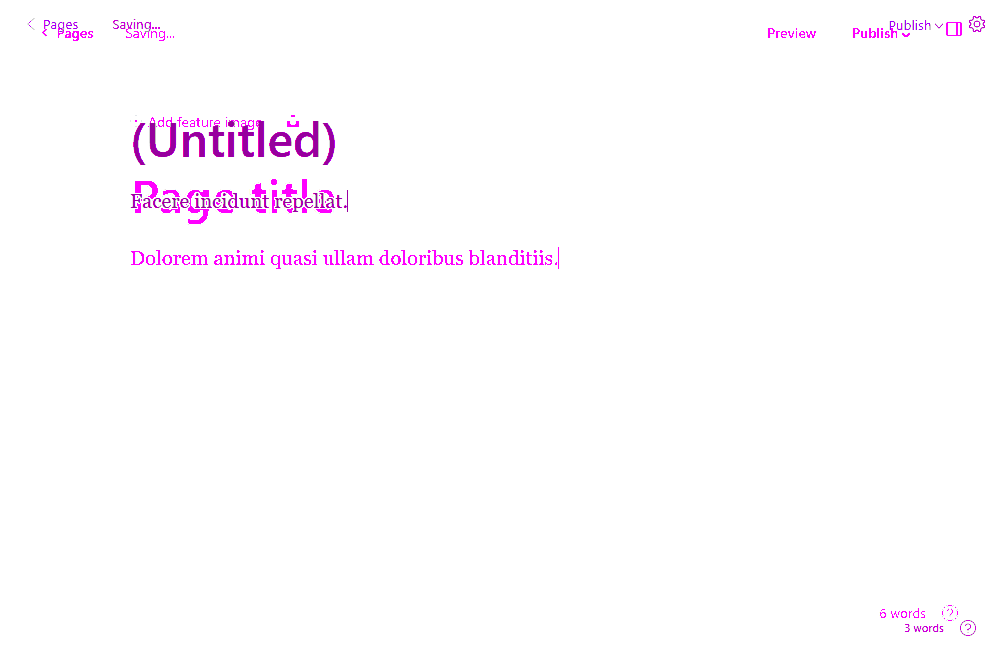 Pages Saving... Publish
Pages Saving... Preview Publish
Add feature image
(Untitled)
Page title
Facere incidunt repellat.
Dolorem animi quasi ullam doloribus blanditiis.
6 words ?
3 words ?